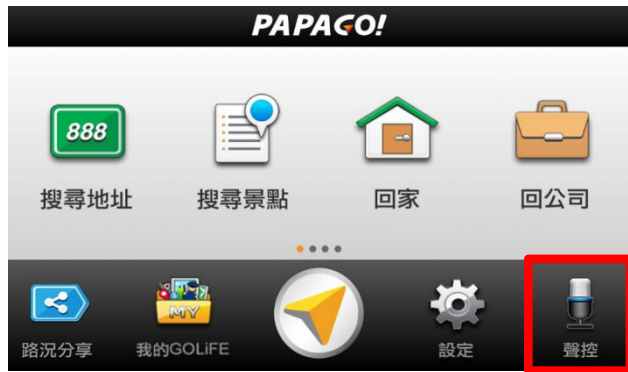 PAPAGO!
888
搜尋地址
搜尋景點
回家
回公司
MY
路況分享
我的GOLiFE
設定
聲控